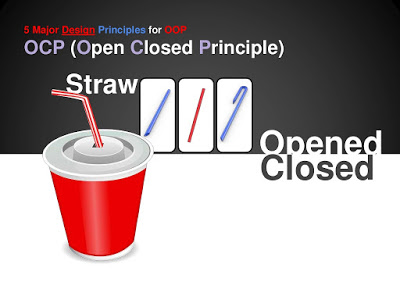 5 Major Design Principles for OOP
OCP (Open Closed Principle)
Straw
Opened
Closed